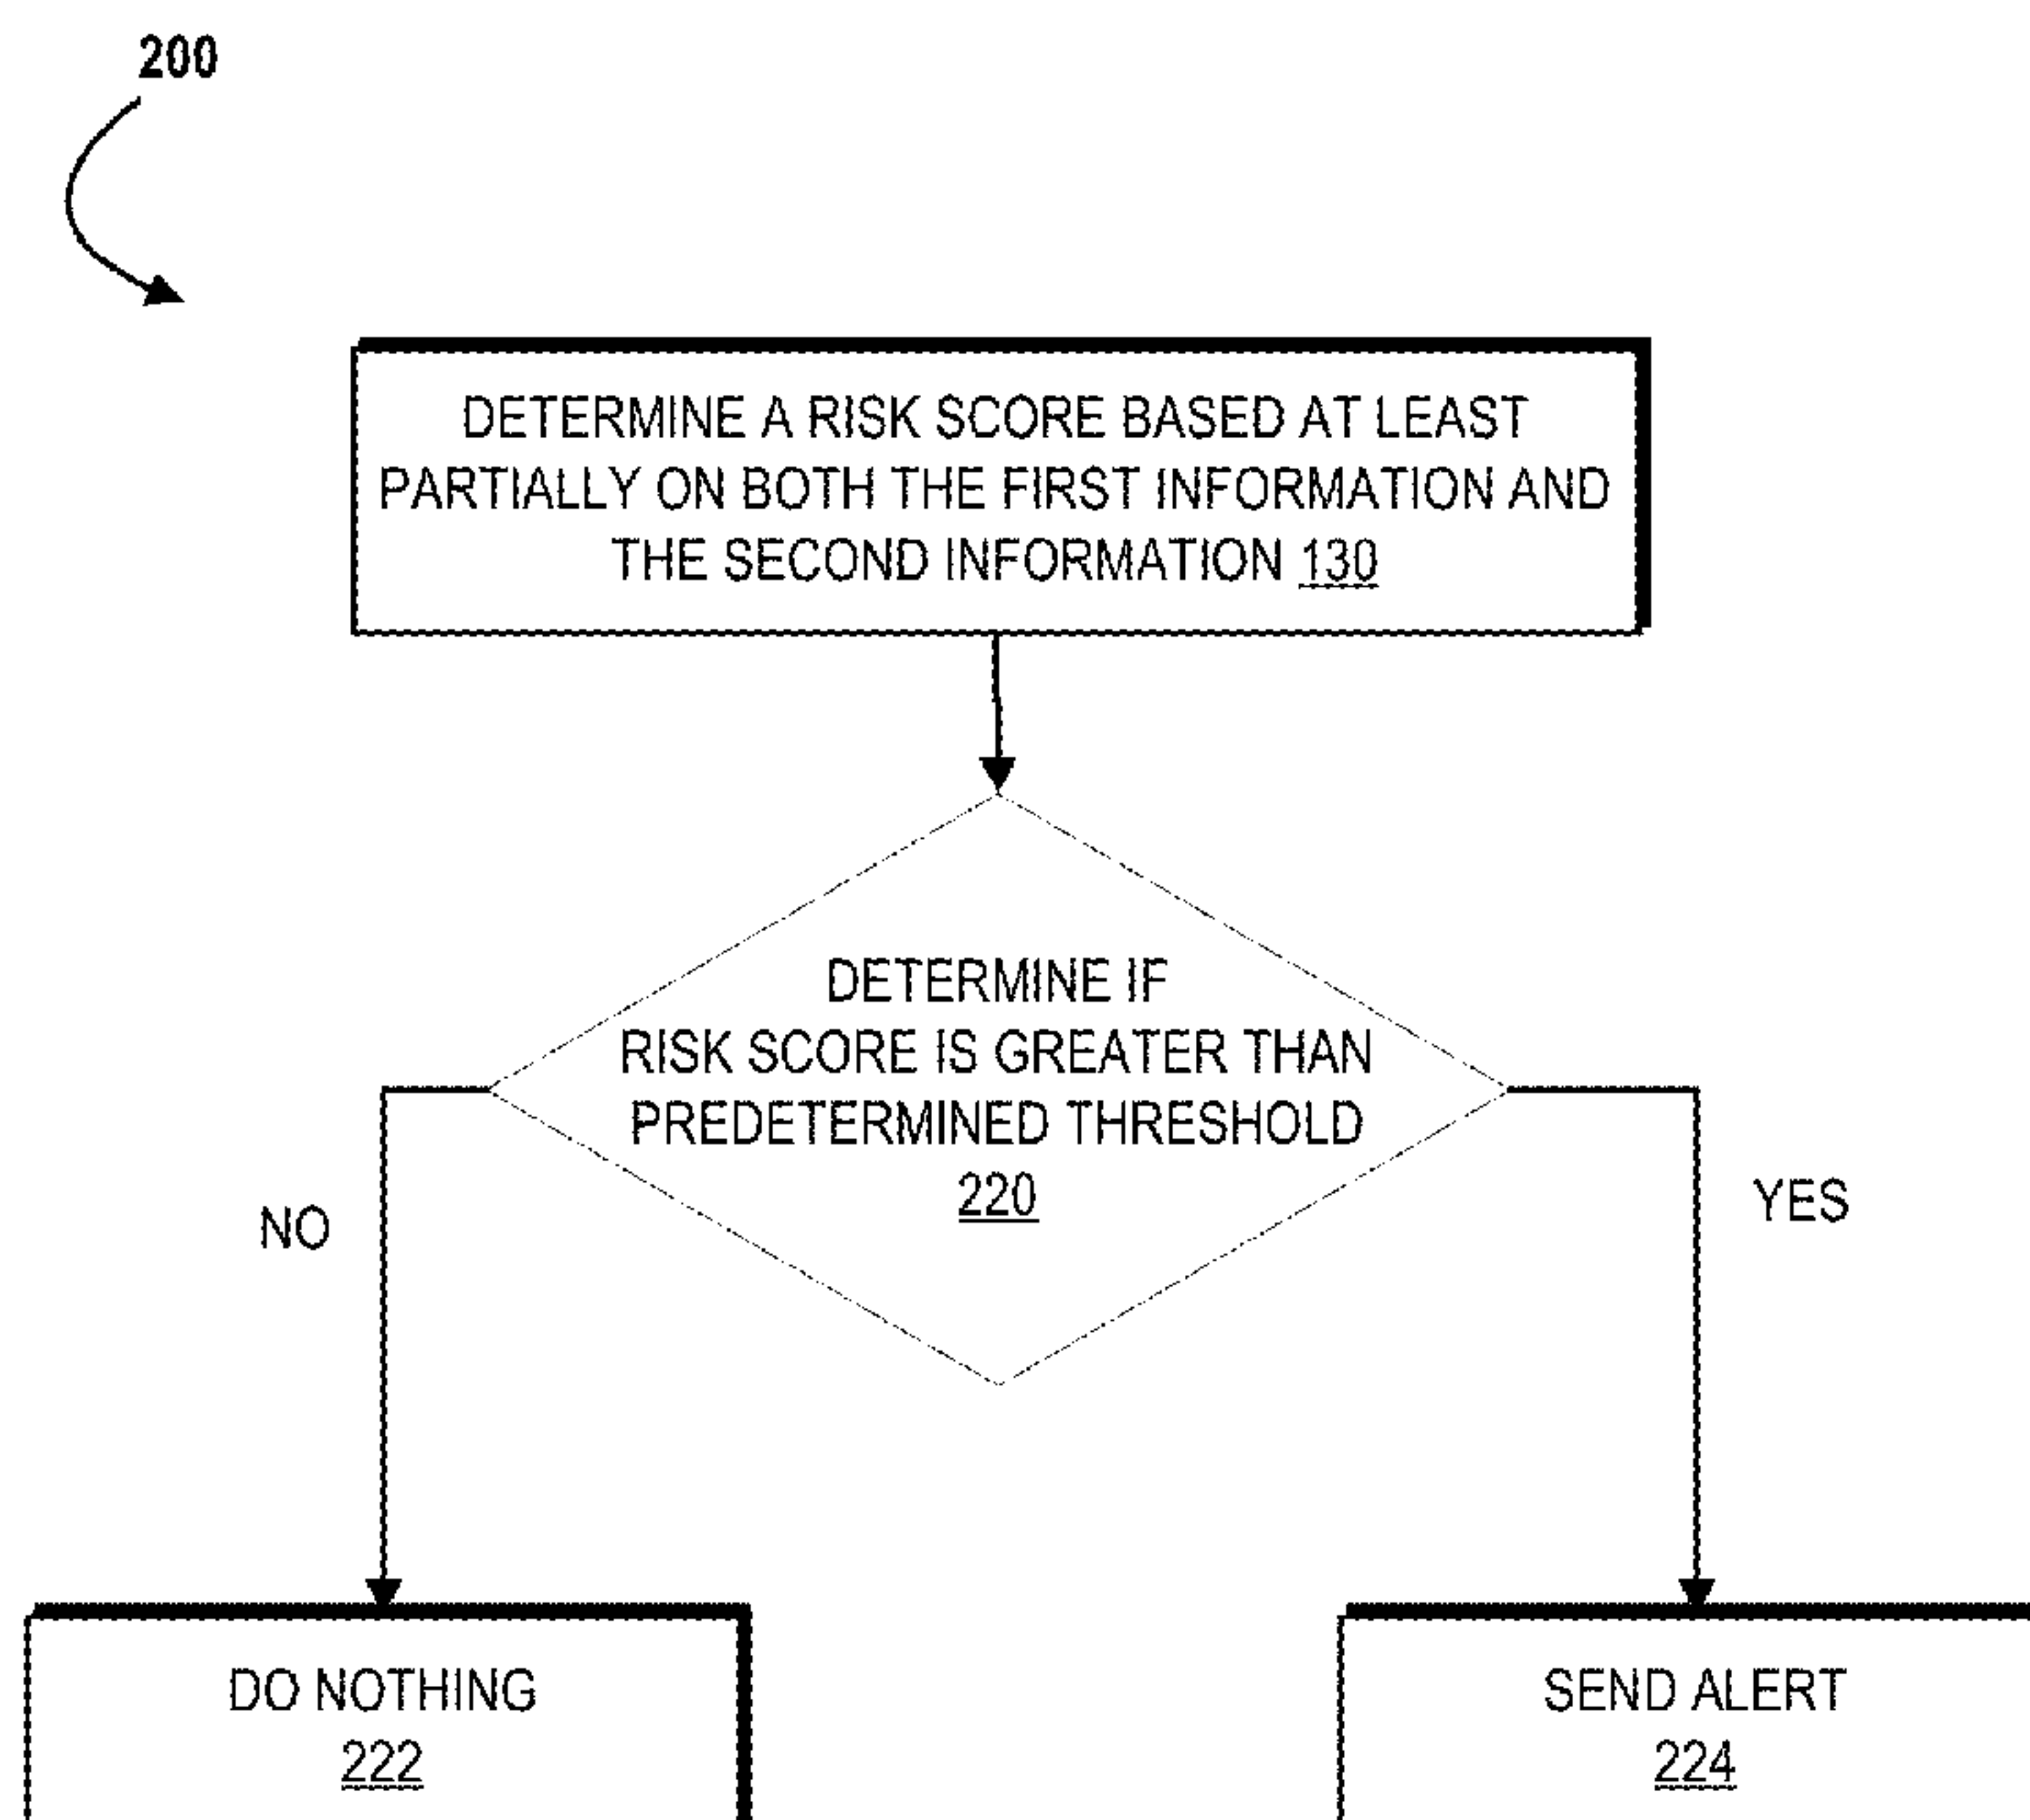 200
DETERMINE A RISK SCORE BASED AT LEAST
PARTIALLY ON BOTH THE FIRST INFORMATION AND
THE SECOND INFORMATION 130
DETERMINE IF
RISK SCORE IS GREATER THAN
PREDETERMINED THRESHOLD
220
NO
YES
DO NOTHING
222
SEND ALERT
224